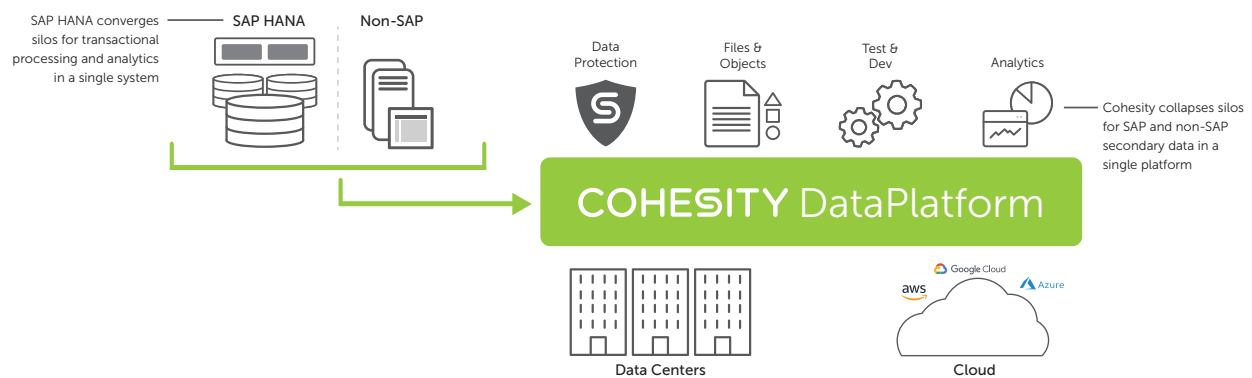 SAP HANA converges
silos for transactional
processing and analytics
in a single system
SAP HANA
Non-SAP
Data
Protection
Files &
Objects
Test &
Dev
Analytics
Cohesity collapses silos
for SAP and non-SAP
secondary data in a
single platform
COHESITY DataPlatform
Data Centers
aws
Google Cloud
Azure
Cloud